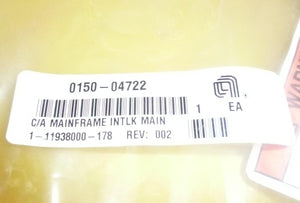 0150-04722
1 EA
C/A MAINFRAME INTLK MAIN
1-11938000-178 REV: 002